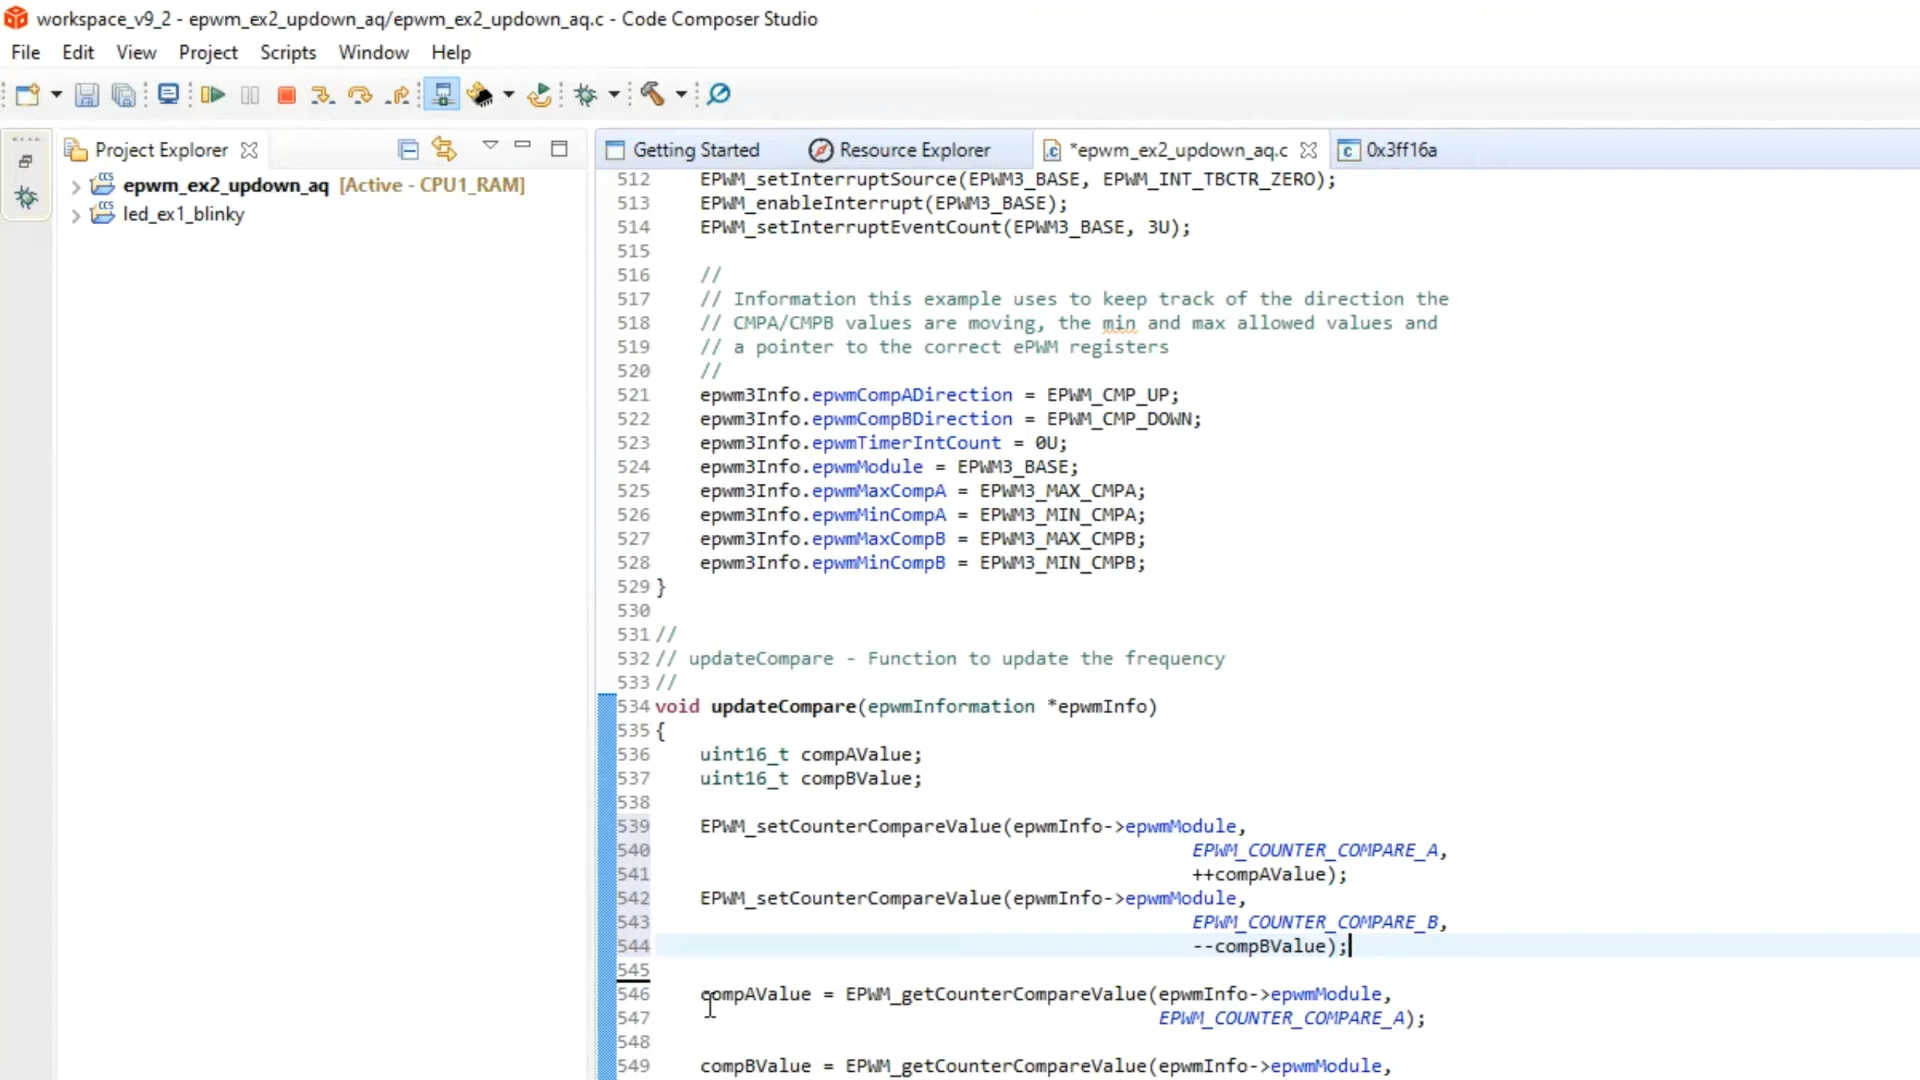 workspace_v9_2 - epwm_ex2_updown_aq/epwm_ex2_updown_aq.c - Code Composer Studio
File Edit View Project Scripts Window Help
Project Explorer
Getting Started
Resource Explorer
*epwm_ex2_updown_aq.c
0x3ff16a
epwm_ex2_updown_aq [Active - CPU1_RAM]
led_ex1_blinky
512 EPWM_setInterruptSource(EPWM3_BASE, EPWM_INT_TBCTR_ZERO);
513 EPWM_enableInterrupt(EPWM3_BASE);
514 EPWM_setInterruptEventCount(EPWM3_BASE, 3U);
515
516 //
517 // Information this example uses to keep track of the direction the
518 // CMPA/CMPB values are moving, the min and max allowed values and
519 // a pointer to the correct ePWM registers
520 //
521 epwm3Info.epwmCompADirection = EPWM_CMP_UP;
522 epwm3Info.epwmCompBDirection = EPWM_CMP_DOWN;
523 epwm3Info.epwmTimerIntCount = 0U;
524 epwm3Info.epwmModule = EPWM3_BASE;
525 epwm3Info.epwmMaxCompA = EPWM3_MAX_CMPA;
526 epwm3Info.epwmMinCompA = EPWM3_MIN_CMPA;
527 epwm3Info.epwmMaxCompB = EPWM3_MAX_CMPB;
528 epwm3Info.epwmMinCompB = EPWM3_MIN_CMPB;
529 }
530
531 //
532 // updateCompare - Function to update the frequency
533 //
534 void updateCompare(epwmInformation *epwmInfo)
535 {
536 uint16_t compAValue;
537 uint16_t compBValue;
538
539 EPWM_setCounterCompareValue(epwmInfo->epwmModule,
540 EPWM_COUNTER_COMPARE_A,
541 ++compAValue);
542 EPWM_setCounterCompareValue(epwmInfo->epwmModule,
543 EPWM_COUNTER_COMPARE_B,
544 --compBValue);
545
546 compAValue = EPWM_getCounterCompareValue(epwmInfo->epwmModule,
547 EPWM_COUNTER_COMPARE_A);
548
549 compBValue = EPWM_getCounterCompareValue(epwmInfo->epwmModule,